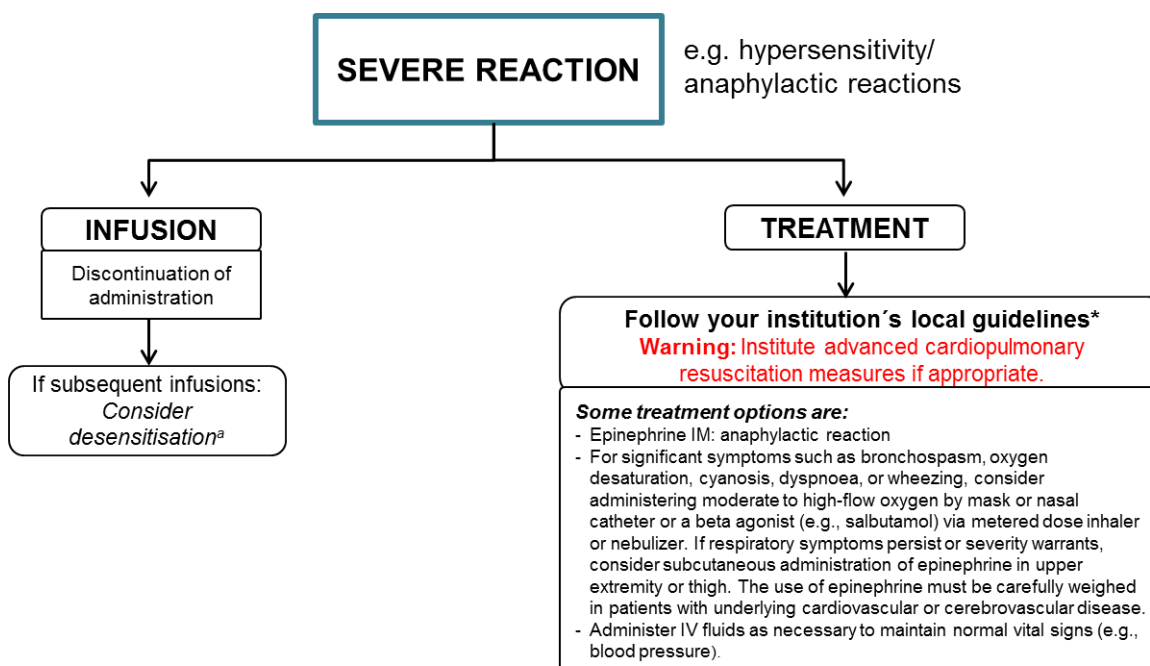 SEVERE REACTION
e.g. hypersensitivity/
anaphylactic reactions
INFUSION
Discontinuation of
administration
If subsequent infusions:
Consider
desensitisationᵃ
TREATMENT
Follow your institution´s local guidelines*
Warning: Institute advanced cardiopulmonary
resuscitation measures if appropriate.
Some treatment options are:
- Epinephrine IM: anaphylactic reaction
- For significant symptoms such as bronchospasm, oxygen
desaturation, cyanosis, dyspnoea, or wheezing, consider
administering moderate to high-flow oxygen by mask or nasal
catheter or a beta agonist (e.g., salbutamol) via metered dose inhaler
or nebulizer. If respiratory symptoms persist or severity warrants,
consider subcutaneous administration of epinephrine in upper
extremity or thigh. The use of epinephrine must be carefully weighed
in patients with underlying cardiovascular or cerebrovascular disease.
- Administer IV fluids as necessary to maintain normal vital signs (e.g.,
blood pressure).